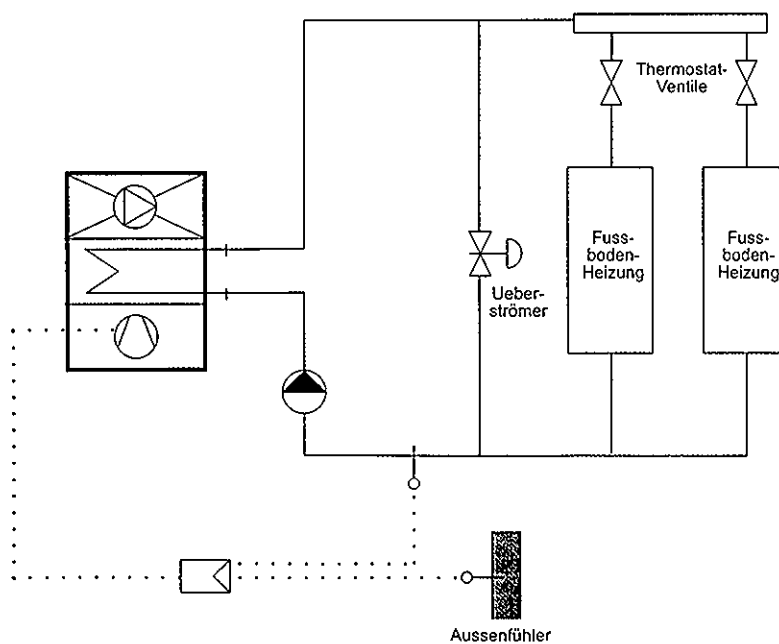 Thermostat-
Ventile
Fuss-
boden-
Heizung
Fuss-
boden-
Heizung
Ueber-
strömer
Aussenfühler